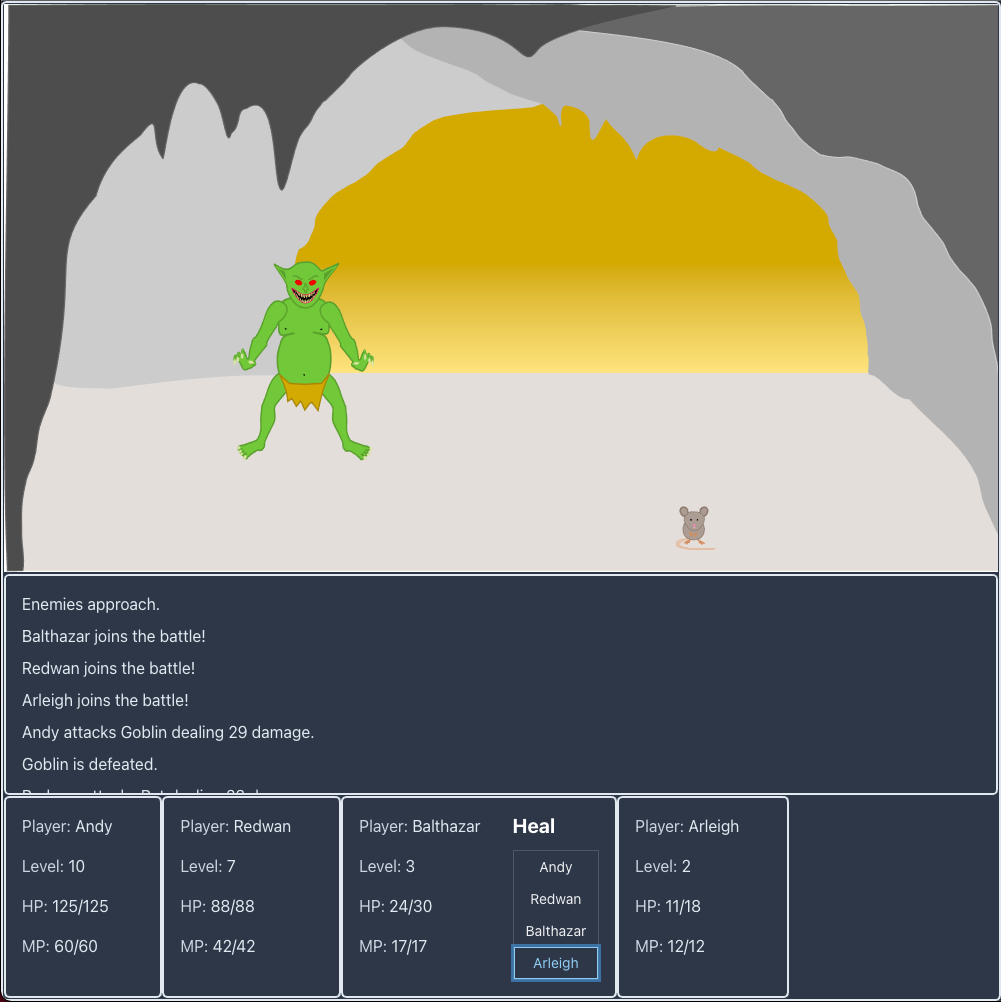 Enemies approach.
Balthazar joins the battle!
Redwan joins the battle!
Arleigh joins the battle!
Andy attacks Goblin dealing 29 damage.
Goblin is defeated.
Player: Andy
Level: 10
HP: 125/125
MP: 60/60
Player: Redwan
Level: 7
HP: 88/88
MP: 42/42
Player: Balthazar
Level: 3
HP: 24/30
MP: 17/17
Heal
Andy
Redwan
Balthazar
Arleigh
Player: Arleigh
Level: 2
HP: 11/18
MP: 12/12